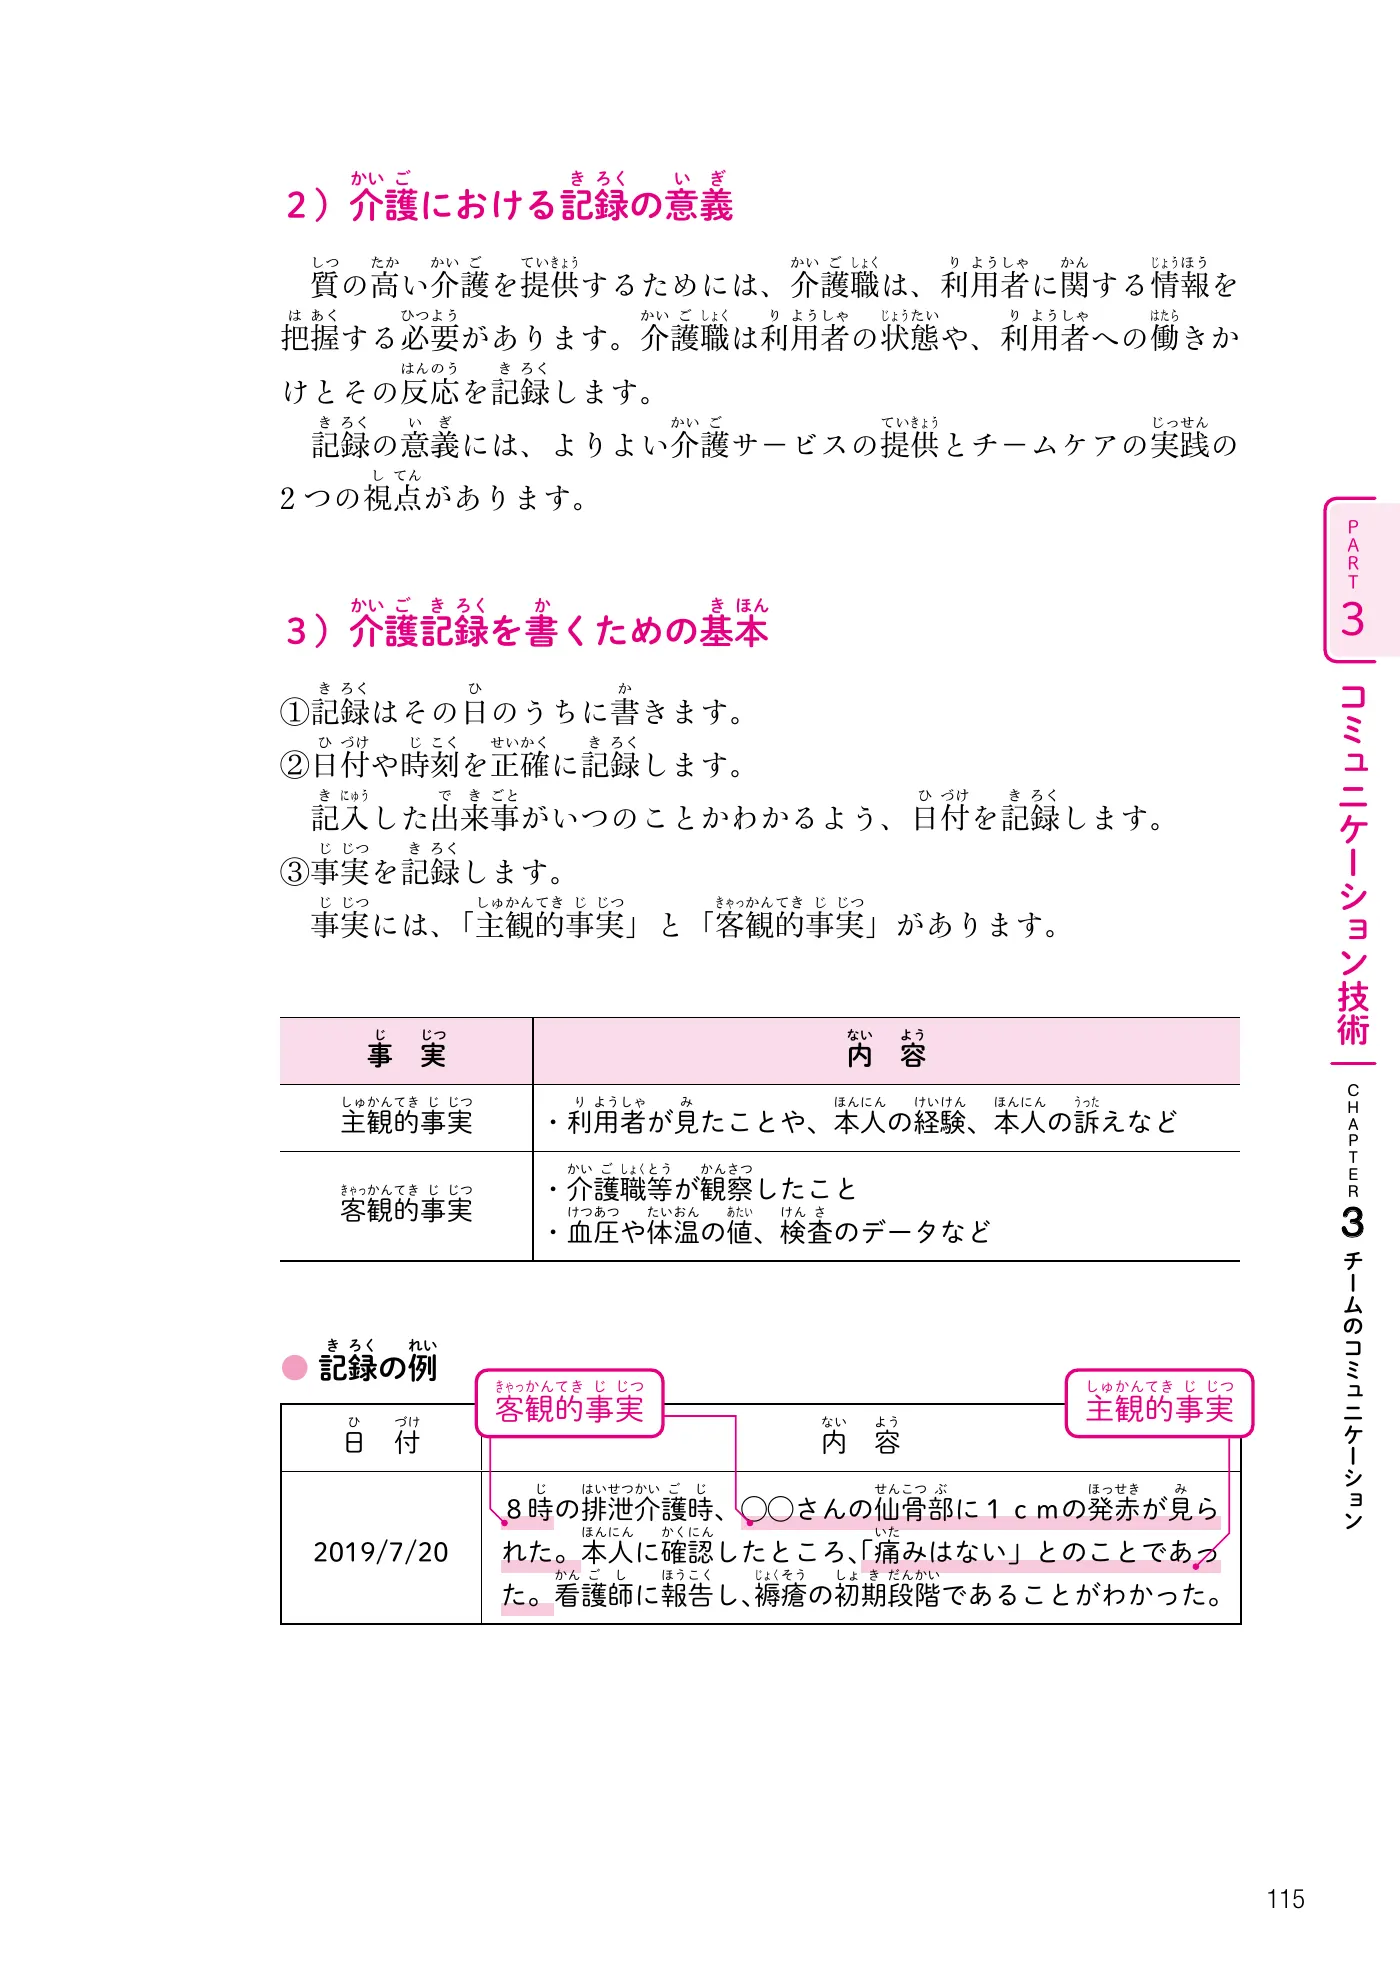 2）介護における記録の意義
質の高い介護を提供するためには、介護職は、利用者に関する情報を
把握する必要があります。介護職は利用者の状態や、利用者への働きか
けとその反応を記録します。
記録の意義には、よりよい介護サービスの提供とチームケアの実践の
2つの視点があります。
3）介護記録を書くための基本
①記録はその日のうちに書きます。
②日付や時刻を正確に記録します。
記入した出来事がいつのことかわかるよう、日付を記録します。
③事実を記録します。
事実には、「主観的事実」と「客観的事実」があります。
事 実
内 容
主観的事実
・利用者が見たことや、本人の経験、本人の訴えなど
客観的事実
・介護職等が観察したこと
・血圧や体温の値、検査のデータなど
●記録の例
客観的事実
主観的事実
日 付
内 容
2019/7/20
8時の排泄介護時、○○さんの仙骨部に１ｃｍの発赤が見ら
れた。本人に確認したところ、「痛みはない」とのことであっ
た。看護師に報告し、褥瘡の初期段階であることがわかった。
PART 3
コミュニケーション技術
CHAPTER 3 チームのコミュニケーション
115